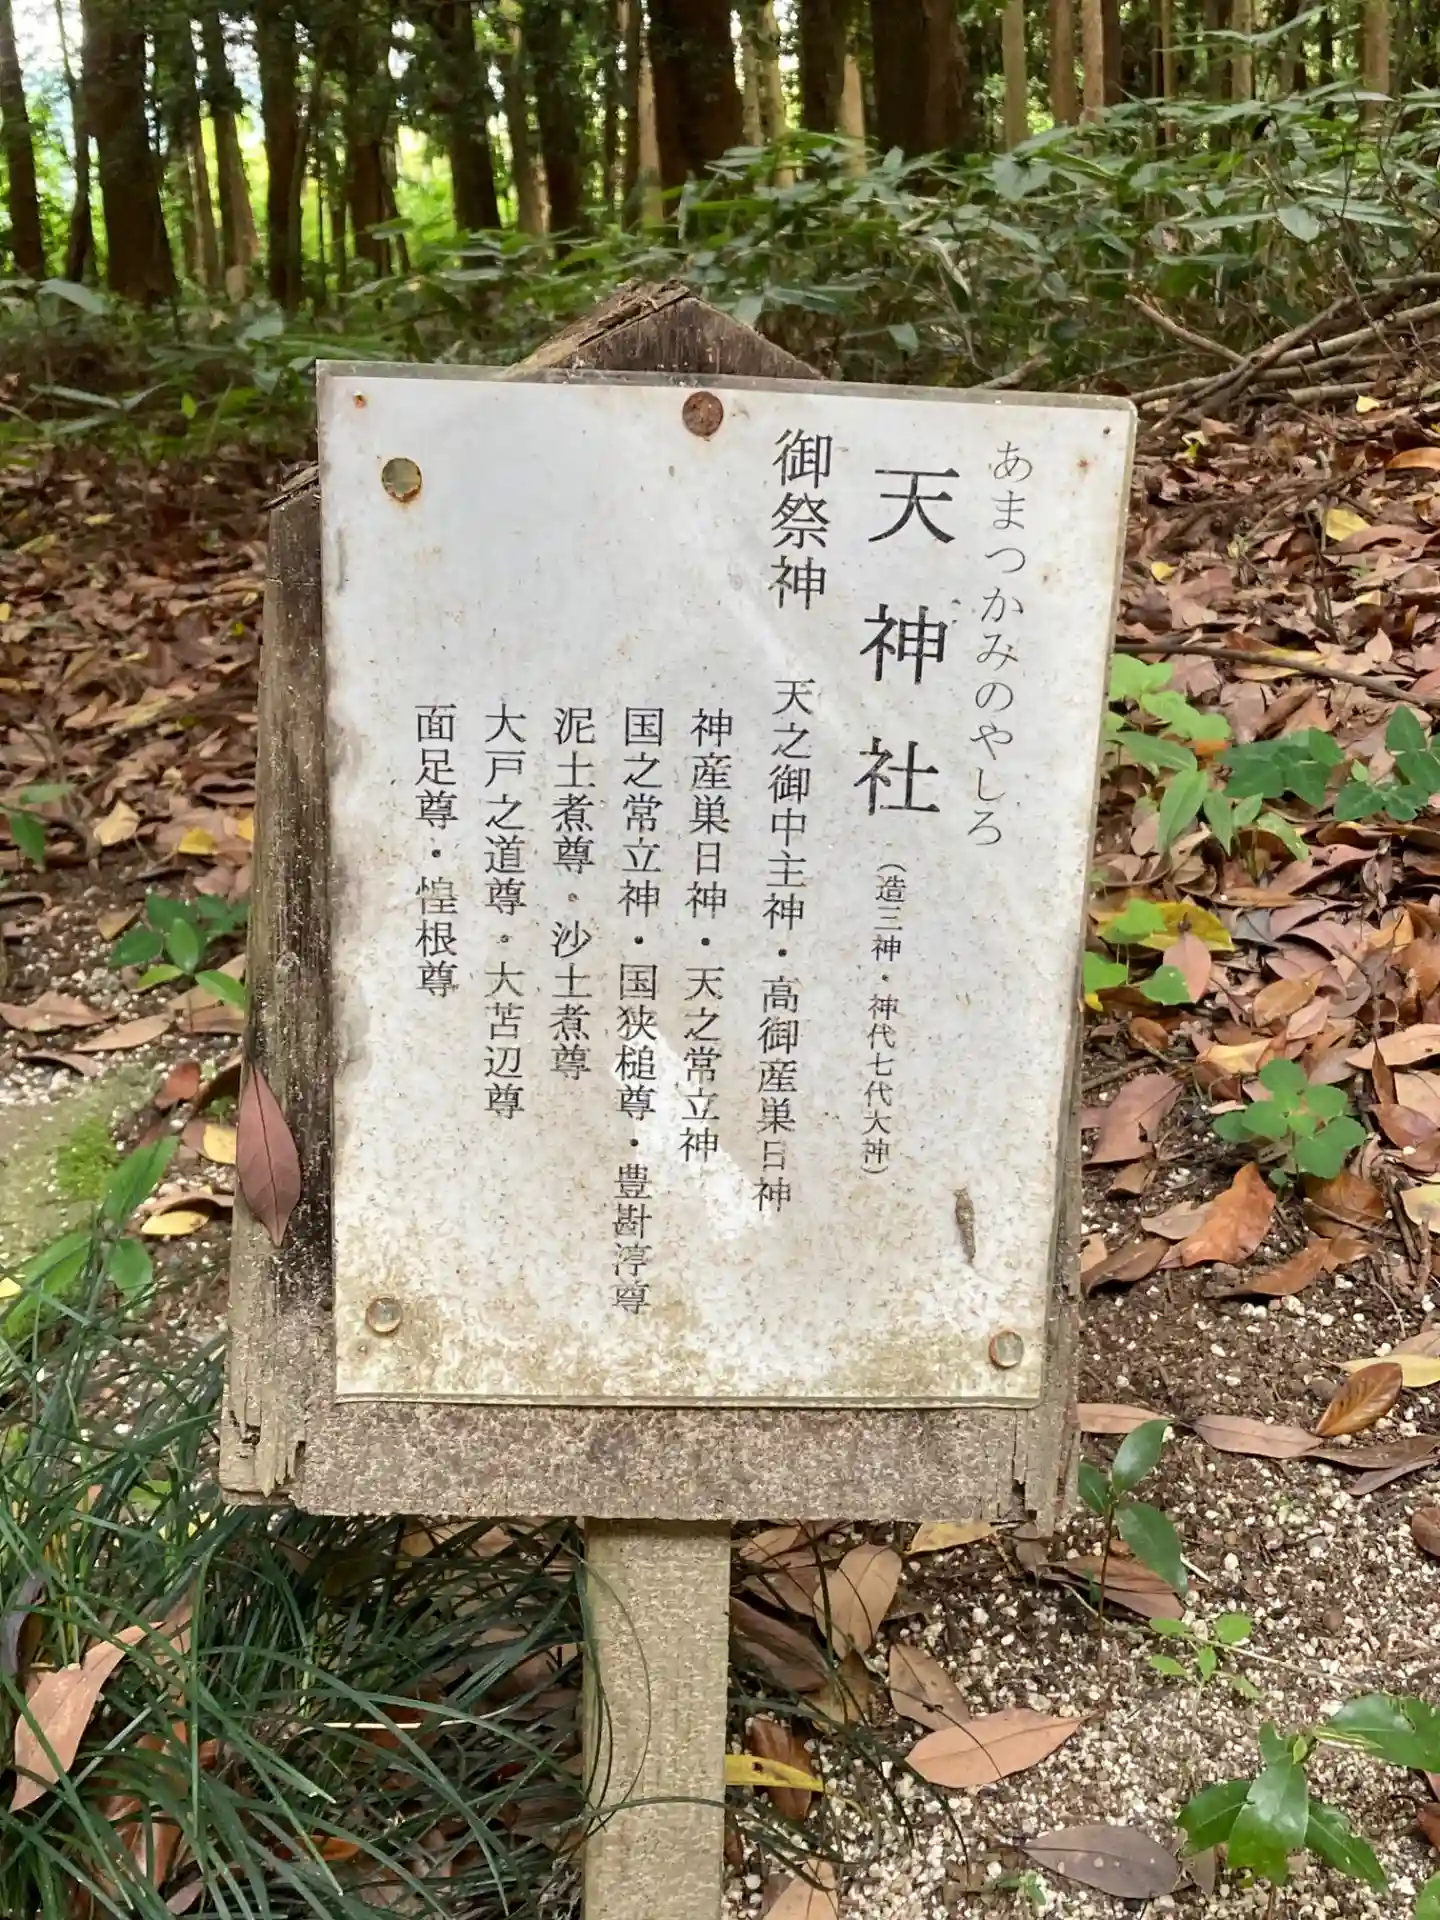 あまつかみのやしろ
天神社 （造三神・神代七代大神）
御祭神 天之御中主神・高御産巣日神
神産巣日神・天之常立神
国之常立神・国狭槌尊・豊斟渟尊
泥土煮尊・沙土煮尊
大戸之道尊・大苫辺尊
面足尊・惶根尊